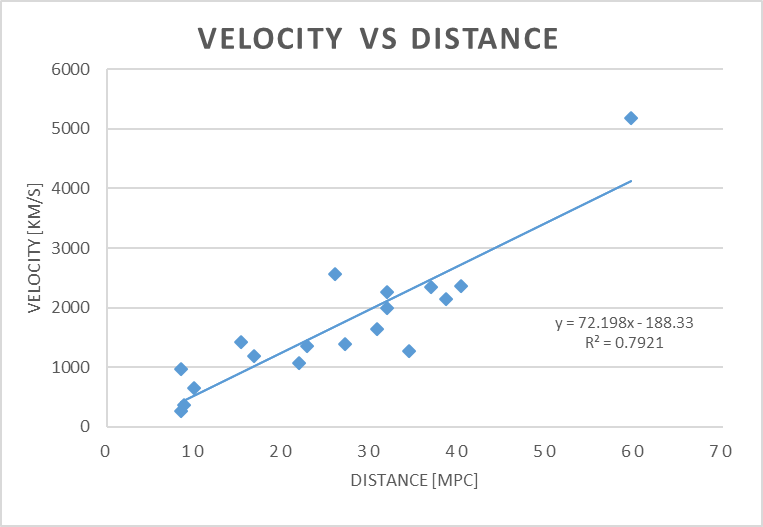 VELOCITY VS DISTANCE
6000
5000
4000
3000
2000
1000
0
VELOCITY [KM/S]
y = 72.198x - 188.33
R² = 0.7921
0 10 20 30 40 50 60 70
DISTANCE [MPC]